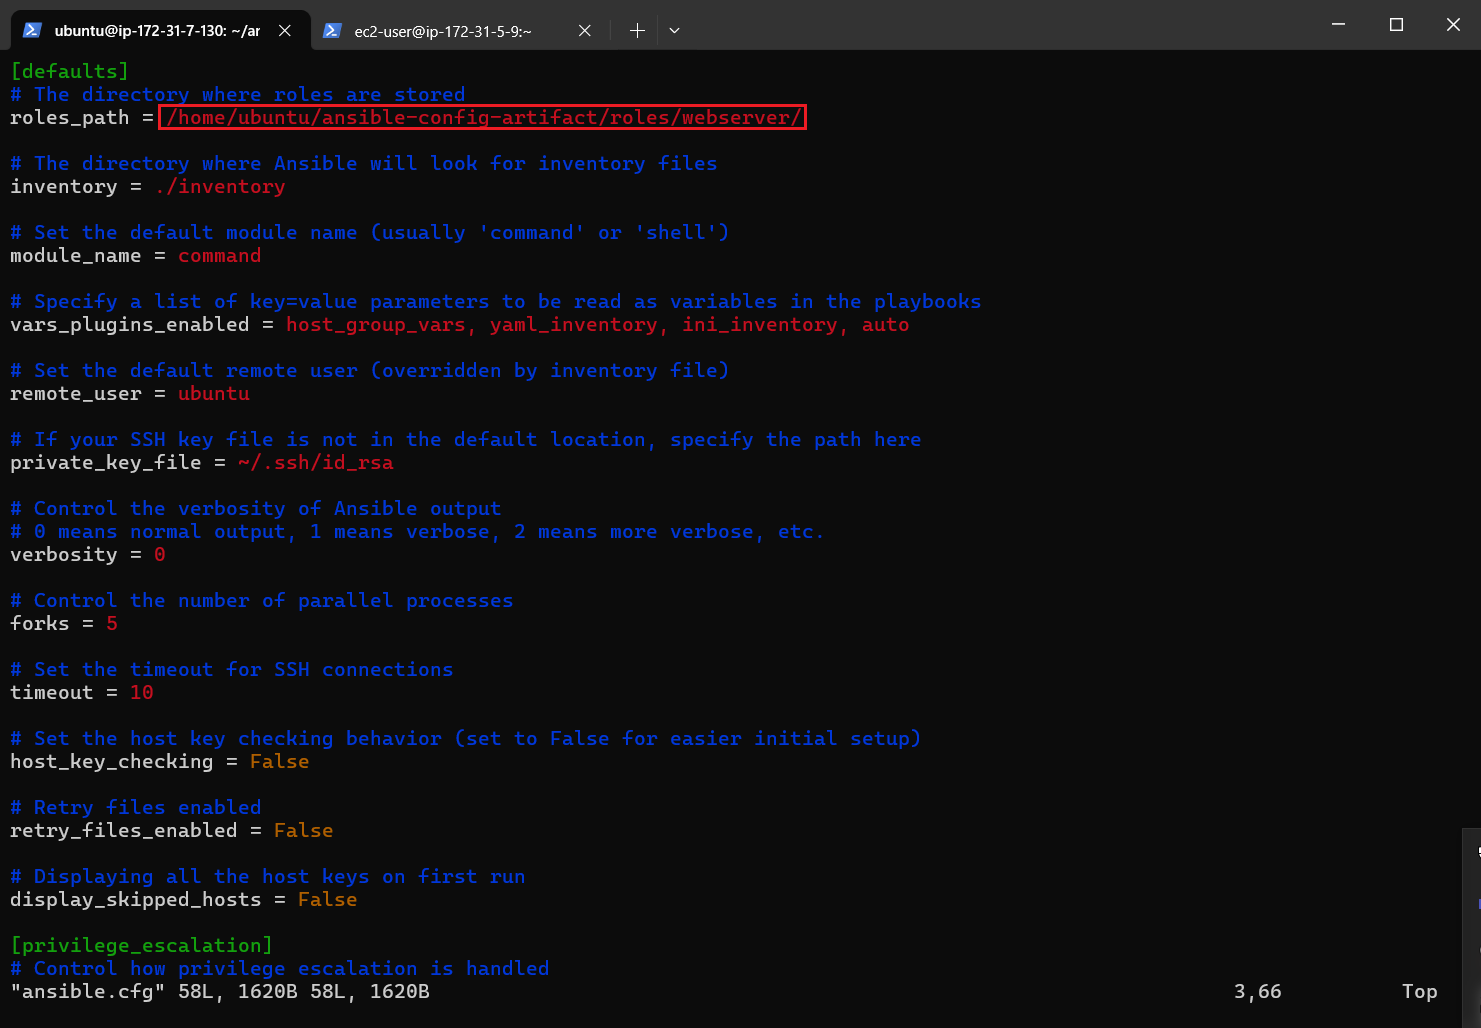 ubuntu@ip-172-31-7-130: ~/ar
ec2-user@ip-172-31-5-9:~
[defaults]
# The directory where roles are stored
roles_path = /home/ubuntu/ansible-config-artifact/roles/webserver/
# The directory where Ansible will look for inventory files
inventory = ./inventory
# Set the default module name (usually 'command' or 'shell')
module_name = command
# Specify a list of key=value parameters to be read as variables in the playbooks
vars_plugins_enabled = host_group_vars, yaml_inventory, ini_inventory, auto
# Set the default remote user (overridden by inventory file)
remote_user = ubuntu
# If your SSH key file is not in the default location, specify the path here
private_key_file = ~/.ssh/id_rsa
# Control the verbosity of Ansible output
# 0 means normal output, 1 means verbose, 2 means more verbose, etc.
verbosity = 0
# Control the number of parallel processes
forks = 5
# Set the timeout for SSH connections
timeout = 10
# Set the host key checking behavior (set to False for easier initial setup)
host_key_checking = False
# Retry files enabled
retry_files_enabled = False
# Displaying all the host keys on first run
display_skipped_hosts = False
[privilege_escalation]
# Control how privilege escalation is handled
"ansible.cfg" 58L, 1620B 58L, 1620B 3,66 Top